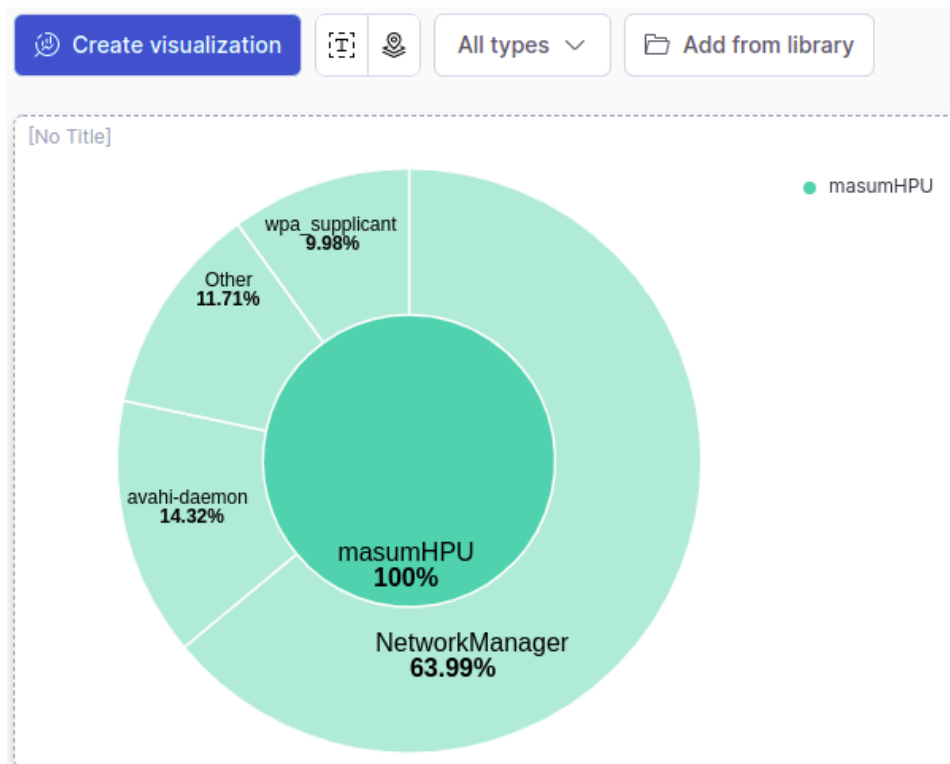 Create visualization
T
All types
Add from library
[No Title]
masumHPU
wpa_supplicant
9.98%
Other
11.71%
avahi-daemon
14.32%
masumHPU
100%
NetworkManager
63.99%